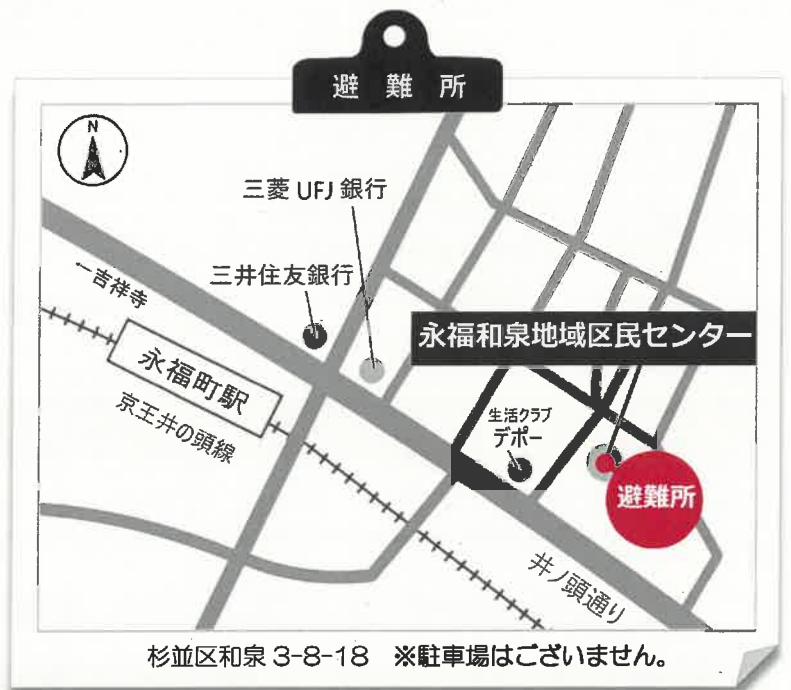 避難所
N
三菱UFJ銀行
三井住友銀行
←吉祥寺
永福和泉地域区民センター
永福町駅
京王井の頭線
生活クラブ
デポー
避難所
井ノ頭通り
杉並区和泉3-8-18 ※駐車場はございません。